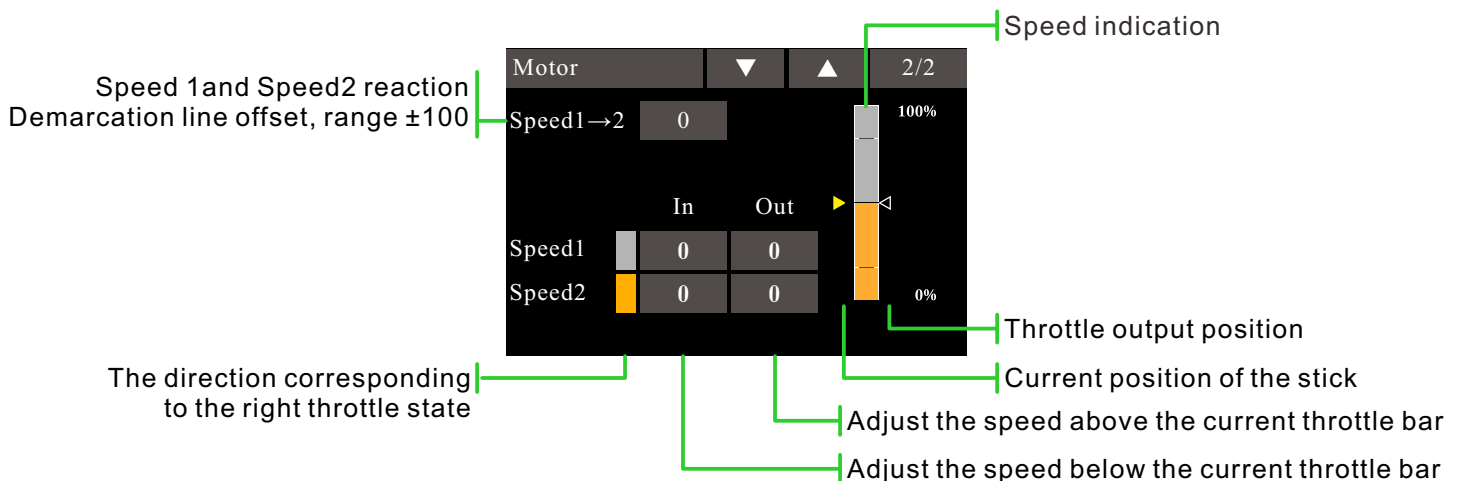 Speed indication
Motor ▼ ▲ 2/2
Speed 1and Speed2 reaction
Demarcation line offset, range ±100
Speed1→2 0
100%
In Out
Speed1 0 0
Speed2 0 0
0%
Throttle output position
The direction corresponding
to the right throttle state
Current position of the stick
Adjust the speed above the current throttle bar
Adjust the speed below the current throttle bar